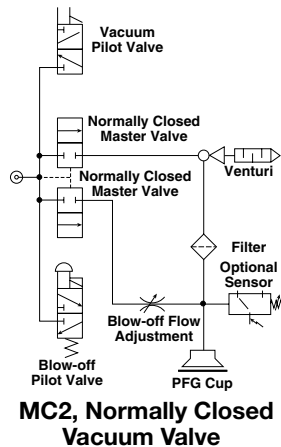 Vacuum
Pilot Valve
Normally Closed
Master Valve
Venturi
Normally Closed
Master Valve
Filter
Optional
Sensor
Blow-off Flow
Adjustment
Blow-off
Pilot Valve
PFG Cup
MC2, Normally Closed
Vacuum Valve